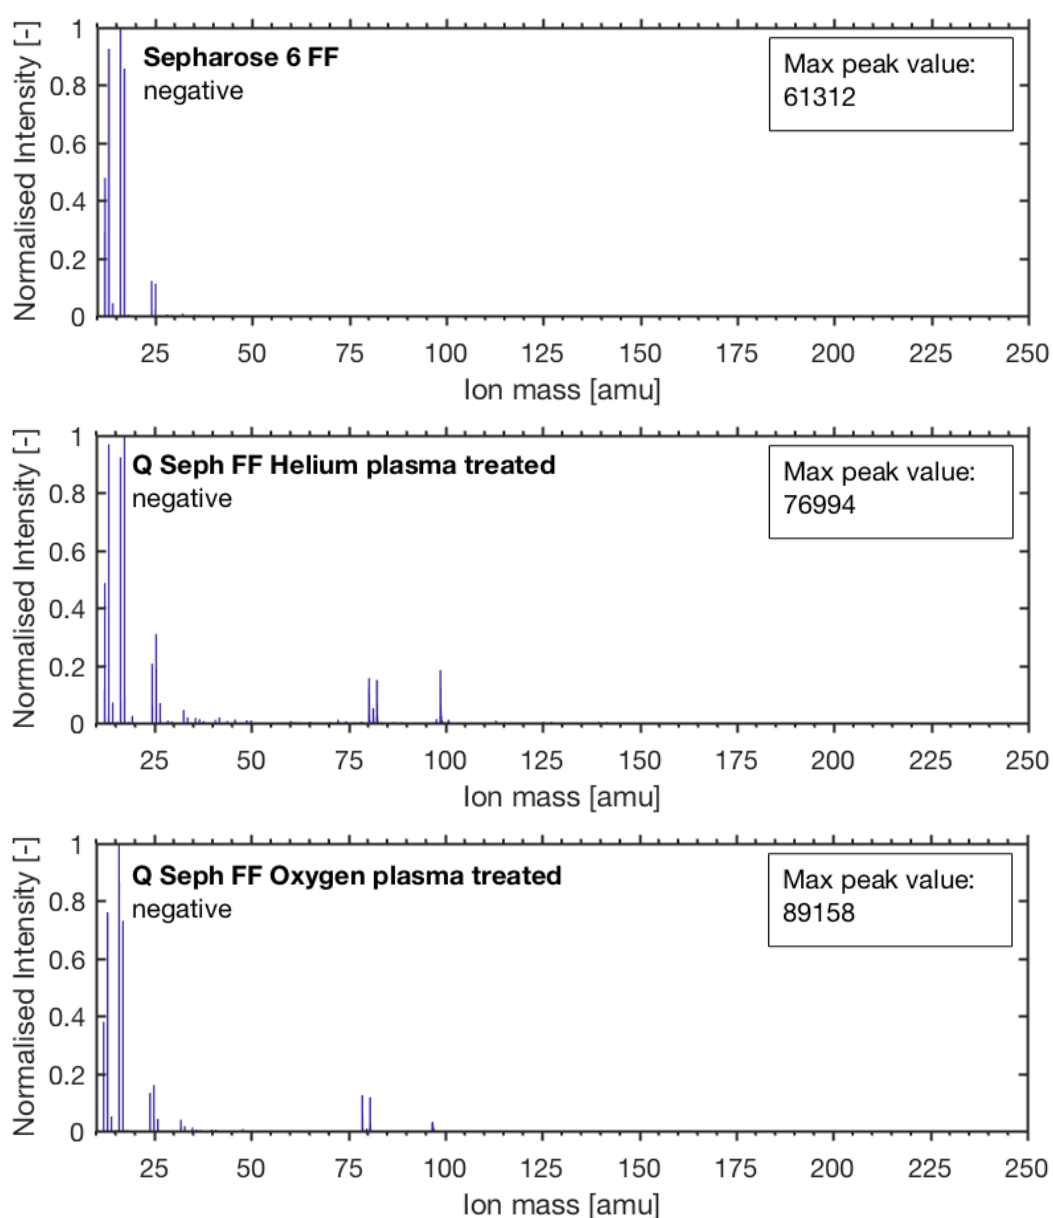 Normalised Intensity [-]
1
0.8
0.6
0.4
0.2
0
Sepharose 6 FF
negative
Max peak value:
61312
25 50 75 100 125 150 175 200 225 250
Ion mass [amu]
Normalised Intensity [-]
1
0.8
0.6
0.4
0.2
0
Q Seph FF Helium plasma treated
negative
Max peak value:
76994
25 50 75 100 125 150 175 200 225 250
Ion mass [amu]
Normalised Intensity [-]
1
0.8
0.6
0.4
0.2
0
Q Seph FF Oxygen plasma treated
negative
Max peak value:
89158
25 50 75 100 125 150 175 200 225 250
Ion mass [amu]